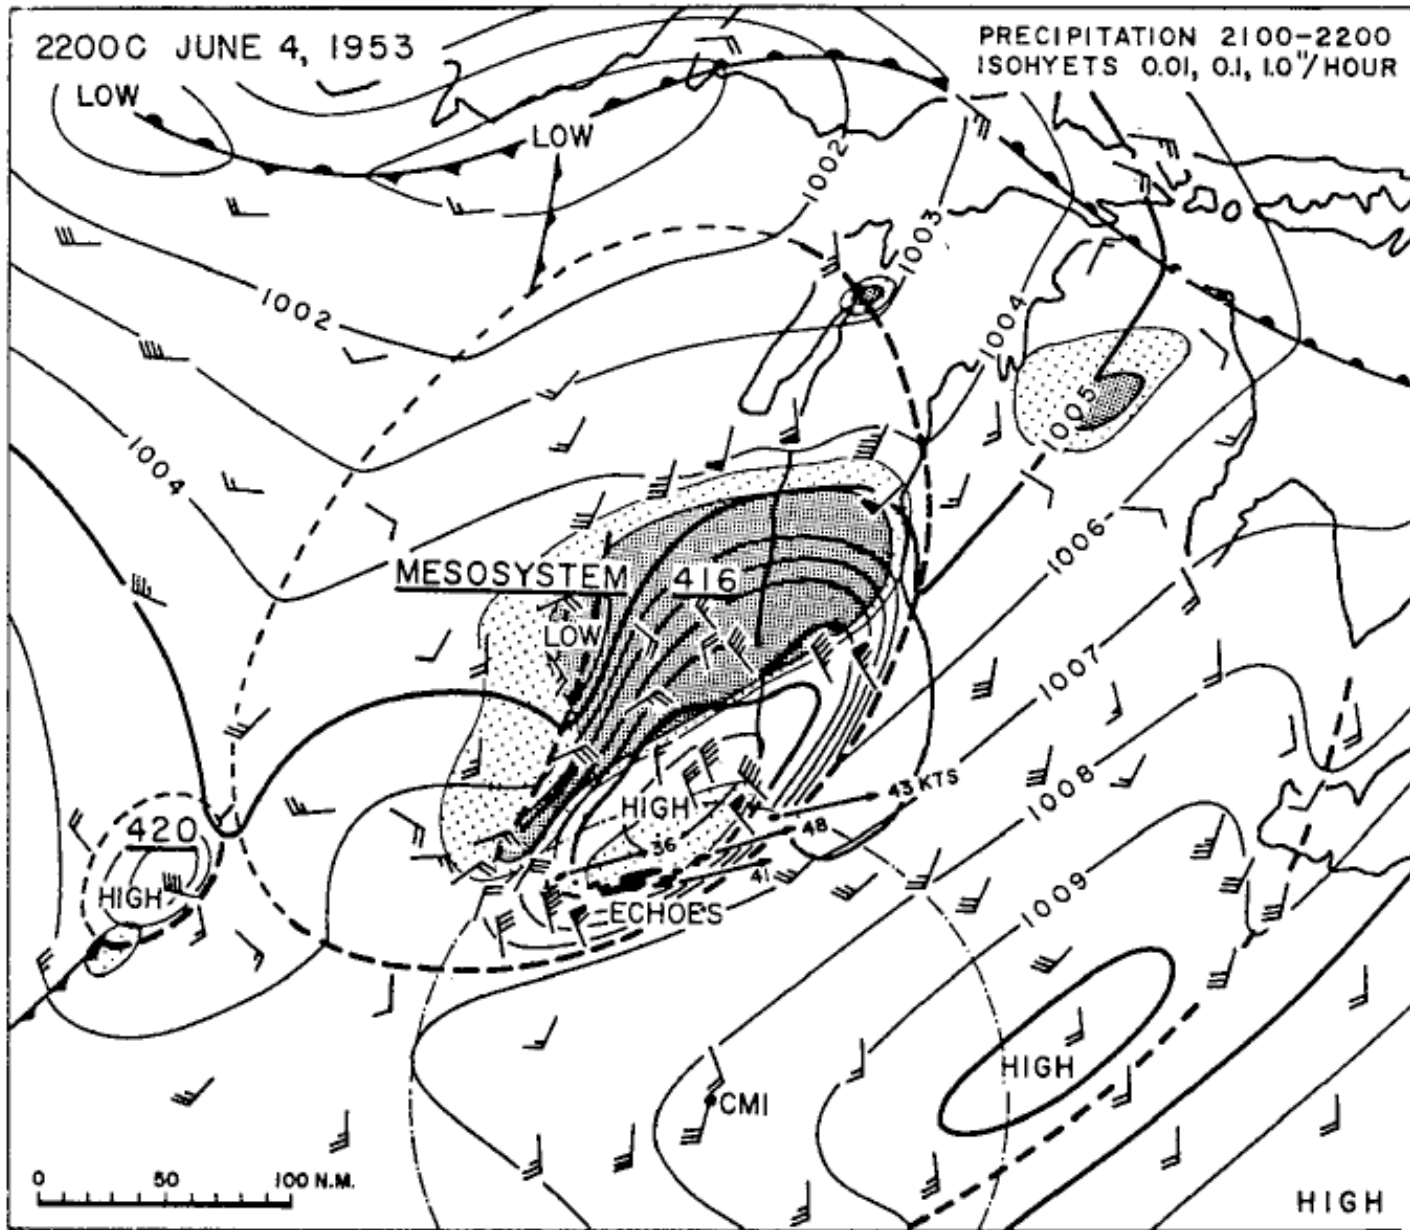 2200C JUNE 4, 1953
PRECIPITATION 2100-2200
ISOHYETS 0.01, 0.1, 1.0"/HOUR
LOW
LOW
1002
1003
1002
1004
1005
1004
1006
MESOSYSTEM 416
LOW
1007
1008
HIGH
43 KTS
48
36
41
420
HIGH
ECHOES
1009
HIGH
CMI
0 50 100 N.M.
HIGH